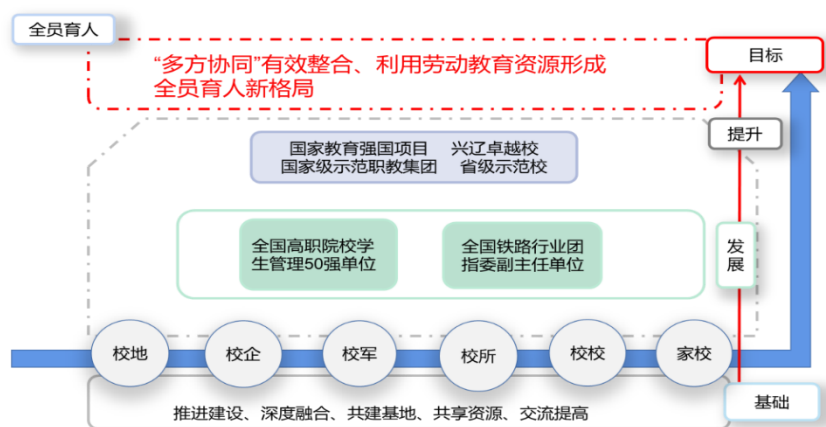 全员育人
“多方协同”有效整合、利用劳动教育资源形成
全员育人新格局
目标
提升
国家教育强国项目 兴辽卓越校
国家级示范职教集团 省级示范校
全国高职院校学
生管理50强单位
全国铁路行业团
指委副主任单位
发
展
校地
校企
校军
校所
校校
家校
基础
推进建设、深度融合、共建基地、共享资源、交流提高